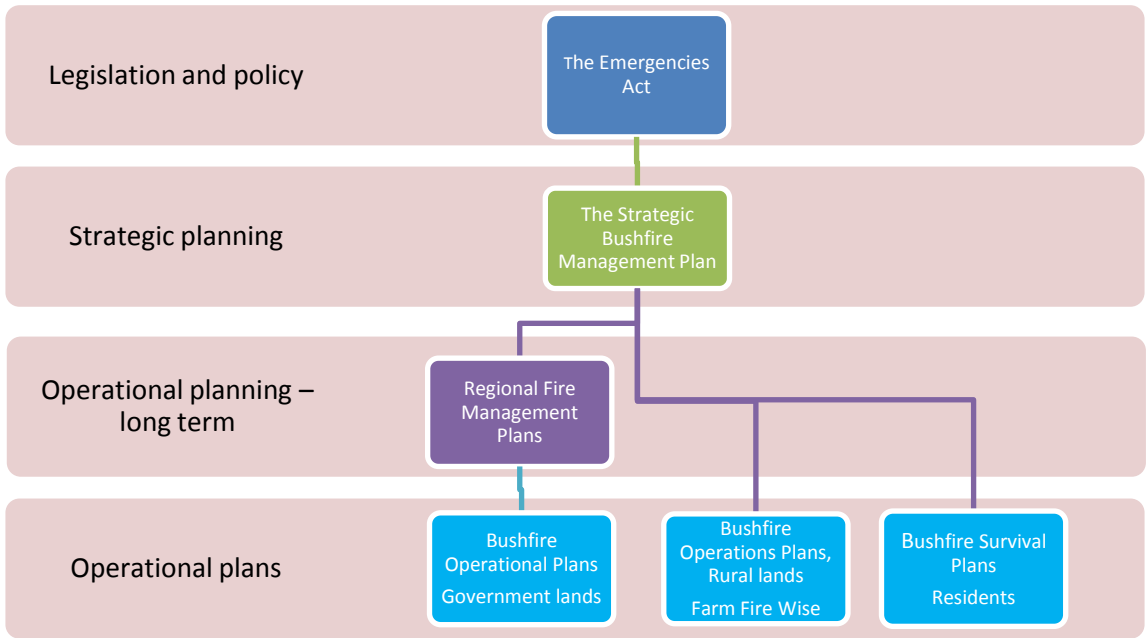 Legislation and policy
The Emergencies
Act
Strategic planning
The Strategic
Bushfire
Management Plan
Operational planning –
long term
Regional Fire
Management
Plans
Operational plans
Bushfire
Operational Plans
Government lands
Bushfire
Operations Plans,
Rural lands
Farm Fire Wise
Bushfire Survival
Plans
Residents